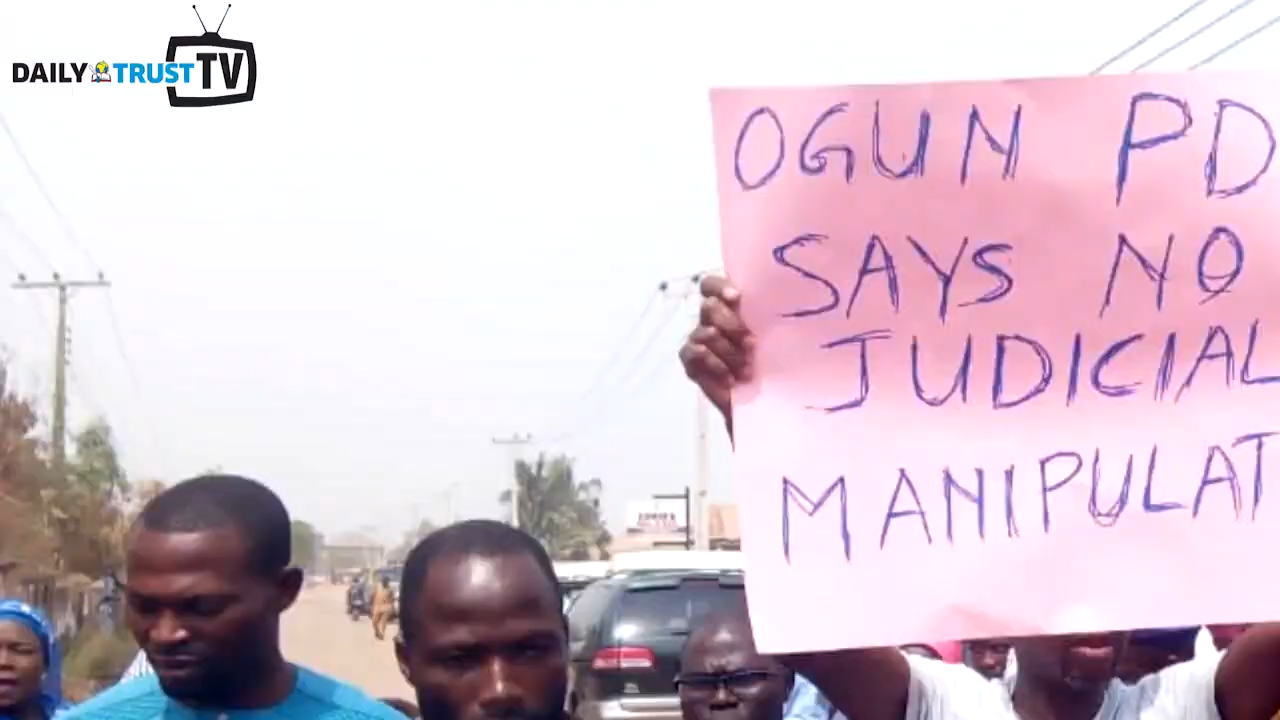 DAILY TRUST TV
OGUN PD
SAYS NO
JUDICIAL
MANIPULAT